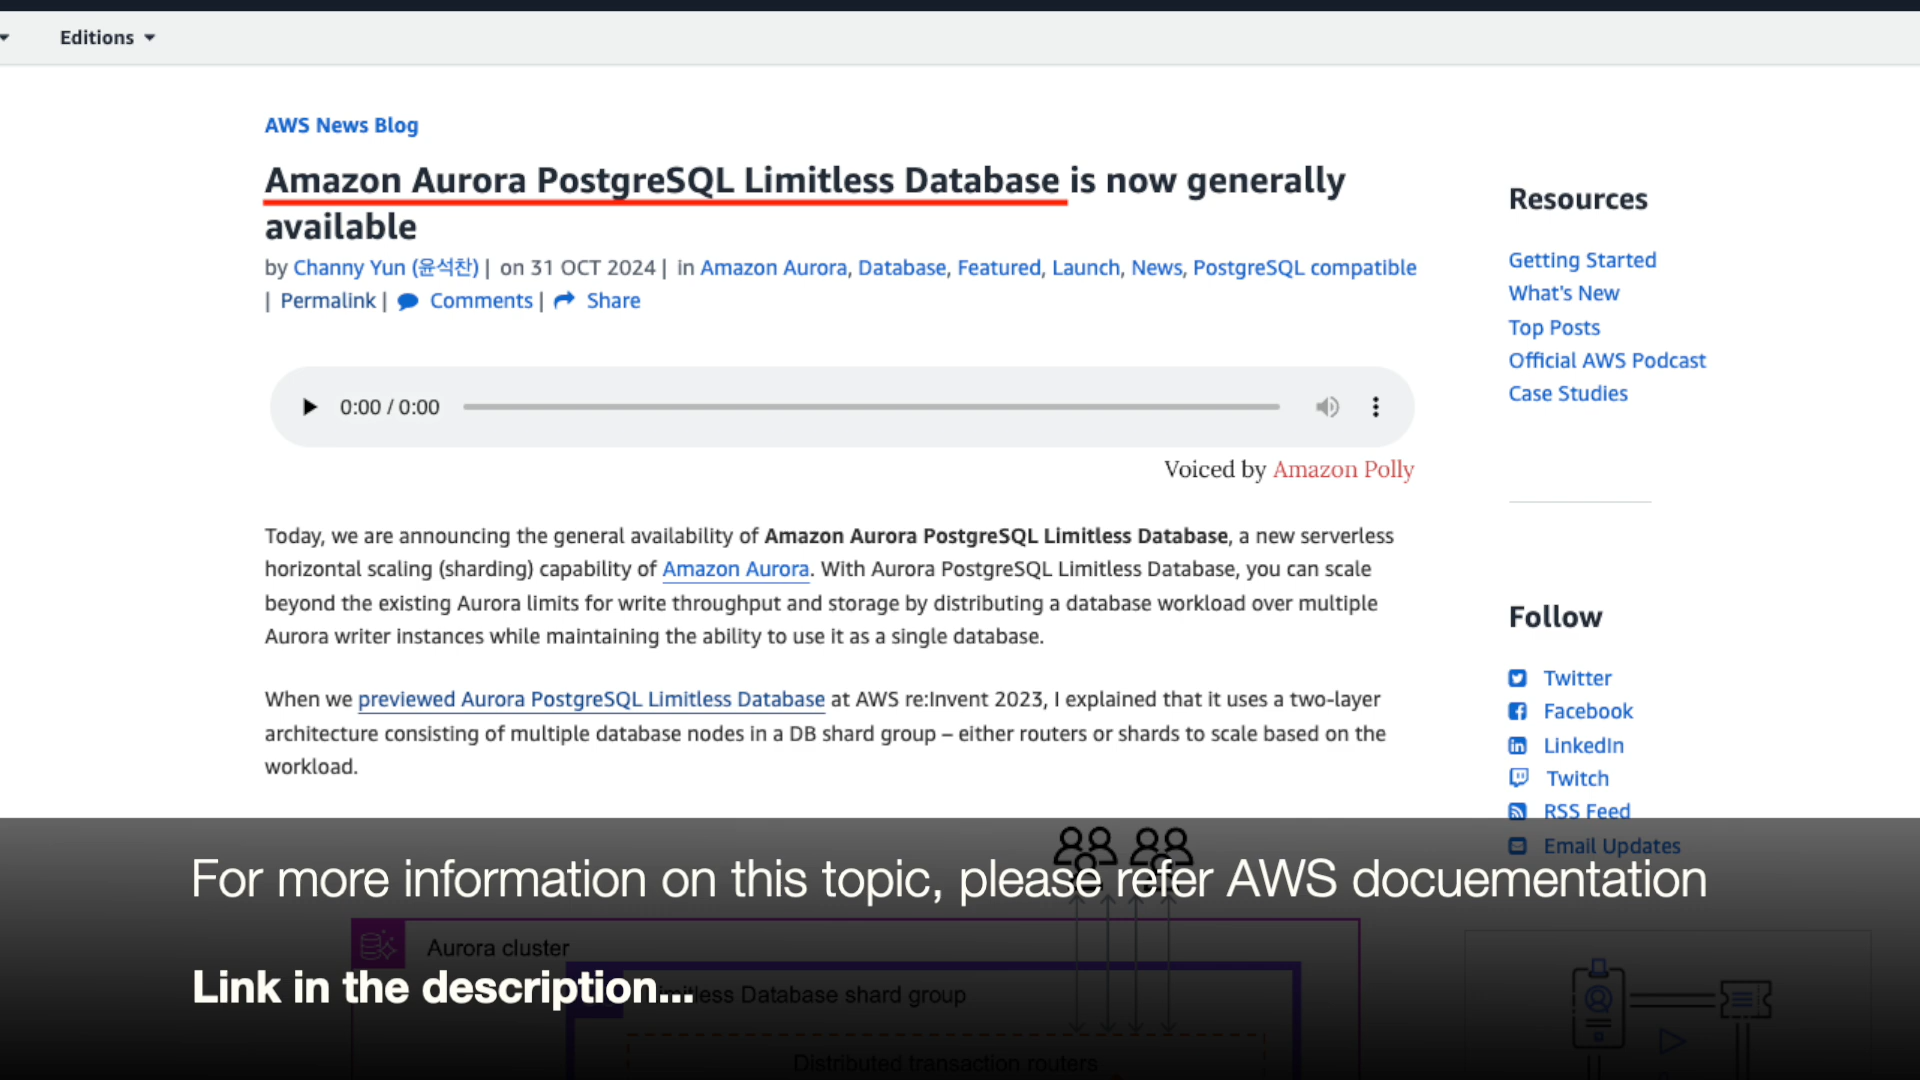 Editions
AWS News Blog
Amazon Aurora PostgreSQL Limitless Database is now generally
available
by Channy Yun (윤석찬) | on 31 OCT 2024 | in Amazon Aurora, Database, Featured, Launch, News, PostgreSQL compatible
| Permalink | Comments | Share
0:00 / 0:00
Voiced by Amazon Polly
Today, we are announcing the general availability of Amazon Aurora PostgreSQL Limitless Database, a new serverless
horizontal scaling (sharding) capability of Amazon Aurora. With Aurora PostgreSQL Limitless Database, you can scale
beyond the existing Aurora limits for write throughput and storage by distributing a database workload over multiple
Aurora writer instances while maintaining the ability to use it as a single database.
When we previewed Aurora PostgreSQL Limitless Database at AWS re:Invent 2023, I explained that it uses a two-layer
architecture consisting of multiple database nodes in a DB shard group – either routers or shards to scale based on the
workload.
Resources
Getting Started
What's New
Top Posts
Official AWS Podcast
Case Studies
Follow
Twitter
Facebook
LinkedIn
Twitch
RSS Feed
Email Updates
For more information on this topic, please refer AWS docuementation
Aurora cluster
Link in the description...
Database shard group
Distributed transaction routers